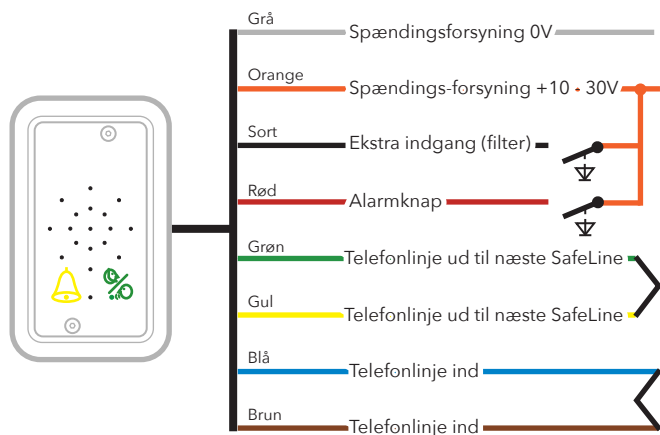 Grå
Spændingsforsyning 0V
Orange
Spændings-forsyning +10 - 30V
Sort
Ekstra indgang (filter)
Rød
Alarmknap
Grøn
Telefonlinje ud til næste SafeLine
Gul
Telefonlinje ud til næste SafeLine
Blå
Telefonlinje ind
Brun
Telefonlinje ind